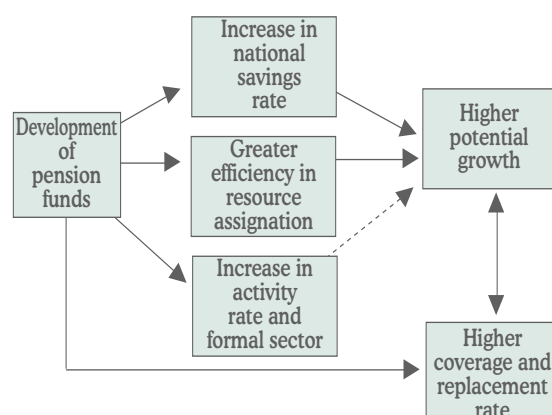 Increase in
national
savings
rate
Development
of
pension
funds
Greater
efficiency in
resource
assignation
Increase in
activity
rate and
formal sector
Higher
potential
growth
Higher
coverage and
replacement
rate